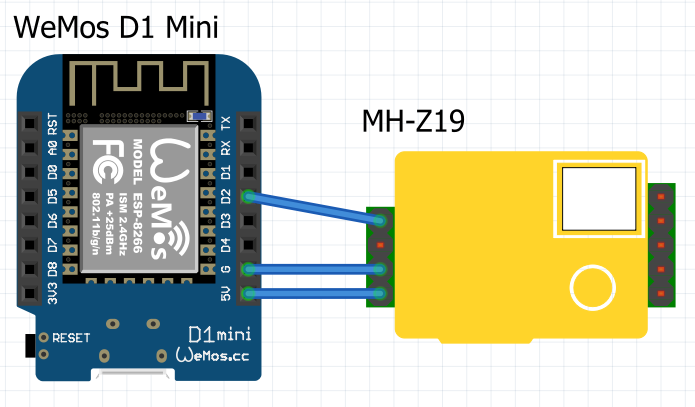 WeMos D1 Mini
MH-Z19
RST
A0
D0
D5
D6
D7
D8
3V3
TX
RX
D1
D2
D3
D4
G
5V
WeMos
MODEL ESP-8266
ISM 2.4GHz
PA +25dBm
802.11b/g/n
FC
RESET
D1mini
WeMos.cc